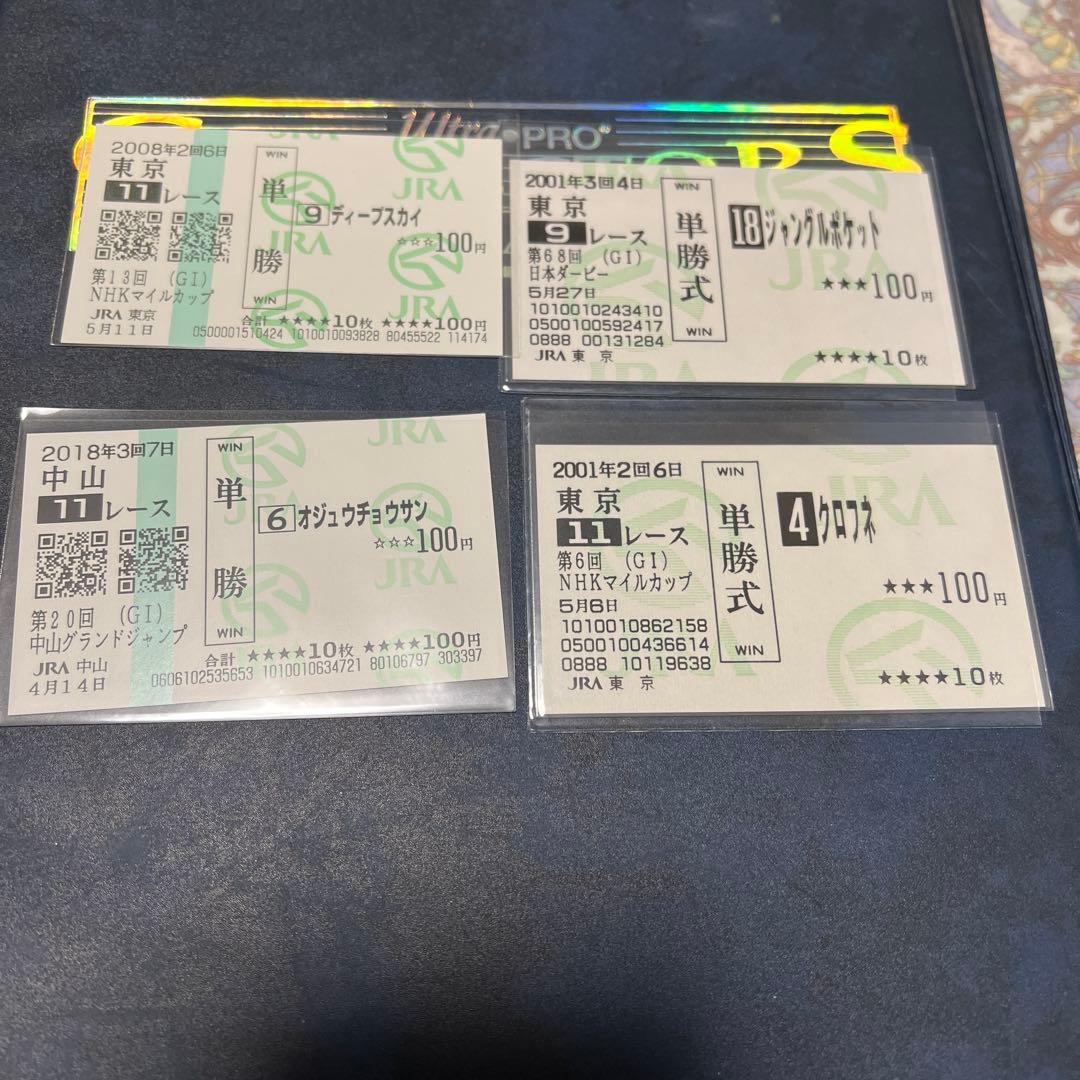 Ultra PRO®
2008年2回6日
東京
11レース
第13回 (GI)
NHKマイルカップ
JRA 東京
5月11日
WIN
単勝
WIN
9 ディープスカイ
☆☆☆100円
JRA
JRA
JRA
合計 ★★★★10枚 ★★★★100円
0500001510424 1010010093828 80455522 114174
2001年3回4日
東京
9レース
第68回 (GI)
日本ダービー
5月27日
1010010243410
0500100592417
0888 00131284
JRA 東京
WIN
単勝式
WIN
18 ジャングルポケット
JRA
★★★100円
★★★★10枚
2018年3回7日
中山
11レース
第20回 (GI)
中山グランドジャンプ
JRA 中山
4月14日
WIN
単勝
WIN
JRA
6 オジュウチョウサン
☆☆☆100円
JRA
合計 ★★★★10枚 ★★★★100円
0606102535653 1010010634721 80106797 303397
2001年2回6日
東京
11レース
第6回 (GI)
NHKマイルカップ
5月6日
1010010862158
0500100436614
0888 10119638
JRA 東京
WIN
単勝式
WIN
4 クロフネ
JRA
★★★100円
★★★★10枚